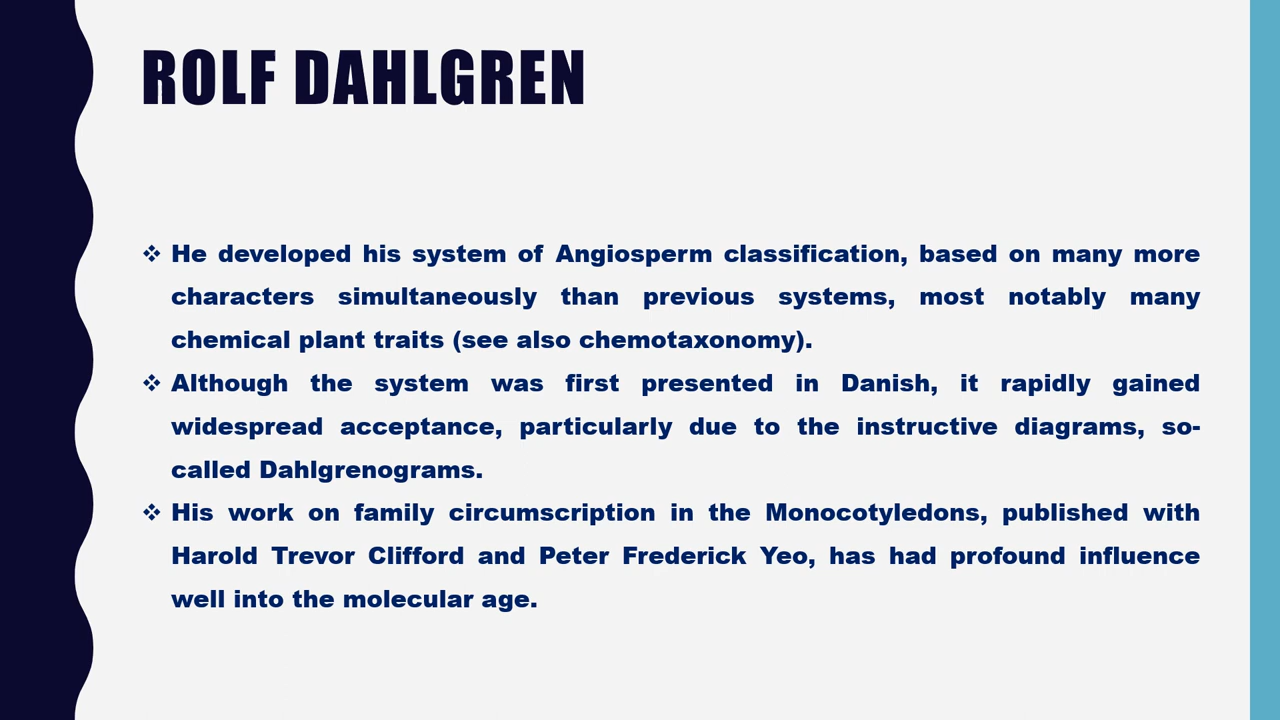 ROLF DAHLGREN
❖ He developed his system of Angiosperm classification, based on many more
characters simultaneously than previous systems, most notably many
chemical plant traits (see also chemotaxonomy).
❖ Although the system was first presented in Danish, it rapidly gained
widespread acceptance, particularly due to the instructive diagrams, so-
called Dahlgrenograms.
❖ His work on family circumscription in the Monocotyledons, published with
Harold Trevor Clifford and Peter Frederick Yeo, has had profound influence
well into the molecular age.